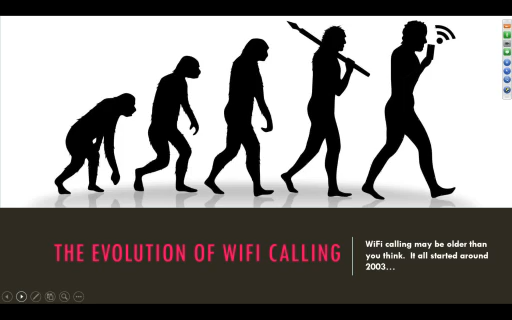 THE EVOLUTION OF WIFI CALLING
WiFi calling may be older than
you think. It all started around
2003...